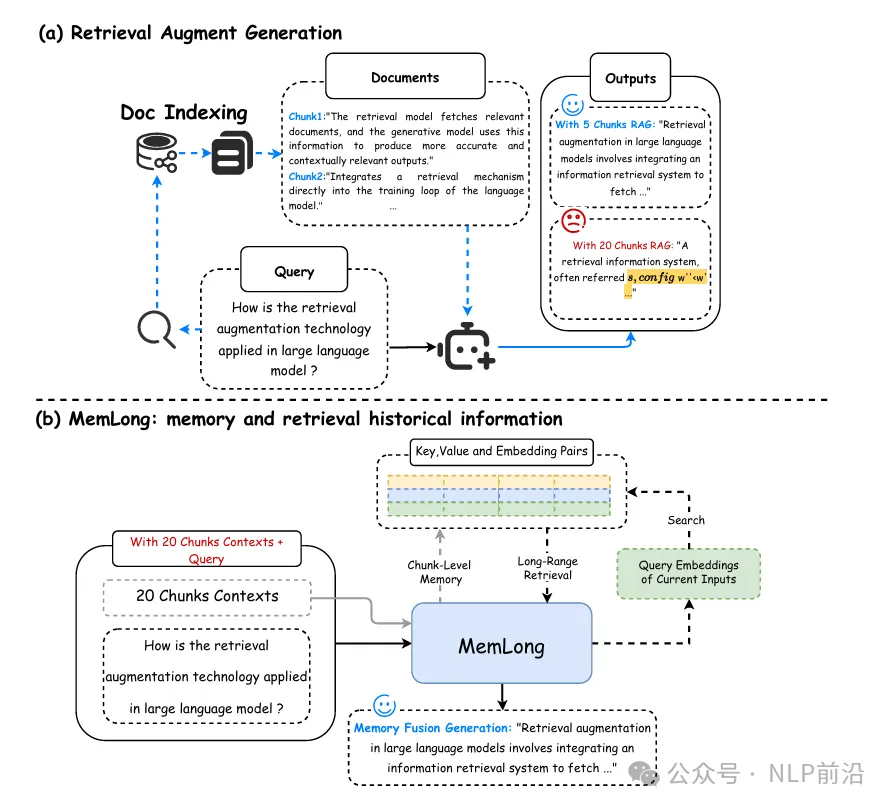 (a) Retrieval Augment Generation
Doc Indexing
Documents
Chunk1:"The retrieval model fetches relevant
documents, and the generative model uses this
information to produce more accurate and
contextually relevant outputs."
Chunk2:"Integrates a retrieval mechanism
directly into the training loop of the language
model." ...
Outputs
With 5 Chunks RAG: "Retrieval
augmentation in large language
models involves integrating an
information retrieval system to
fetch ..."
With 20 Chunks RAG: "A
retrieval information system,
often referred s,config w''<w'
..."
Query
How is the retrieval
augmentation technology
applied in large language
model ?
(b) MemLong: memory and retrieval historical information
Key,Value and Embedding Pairs
Search
Chunk-Level
Memory
Long-Range
Retrieval
Query Embeddings
of Current Inputs
With 20 Chunks Contexts +
Query
20 Chunks Contexts
How is the retrieval
augmentation technology applied
in large language model ?
MemLong
Memory Fusion Generation: "Retrieval augmentation
in large language models involves integrating an
information retrieval system to fetch ..."
公众号 · NLP前沿